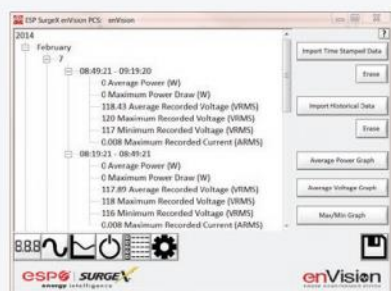 ESP SurgeX enVision PCS: enVision
2014
February
7
08:49:21 - 09:19:20
0 Average Power (W)
0 Maximum Power Draw (W)
118.43 Average Recorded Voltage (VRMS)
120 Maximum Recorded Voltage (VRMS)
117 Minimum Recorded Voltage (VRMS)
0.008 Maximum Recorded Current (ARMS)
08:19:21 - 08:49:21
0 Average Power (W)
0 Maximum Power Draw (W)
117.89 Average Recorded Voltage (VRMS)
118 Maximum Recorded Voltage (VRMS)
116 Minimum Recorded Voltage (VRMS)
0.008 Maximum Recorded Current (ARMS)
?
Import Time Stamped Data
Erase
Import Historical Data
Erase
Average Power Graph
Average Voltage Graph
Max/Min Graph
888
ESP SURGEX
energy intelligence
enVision